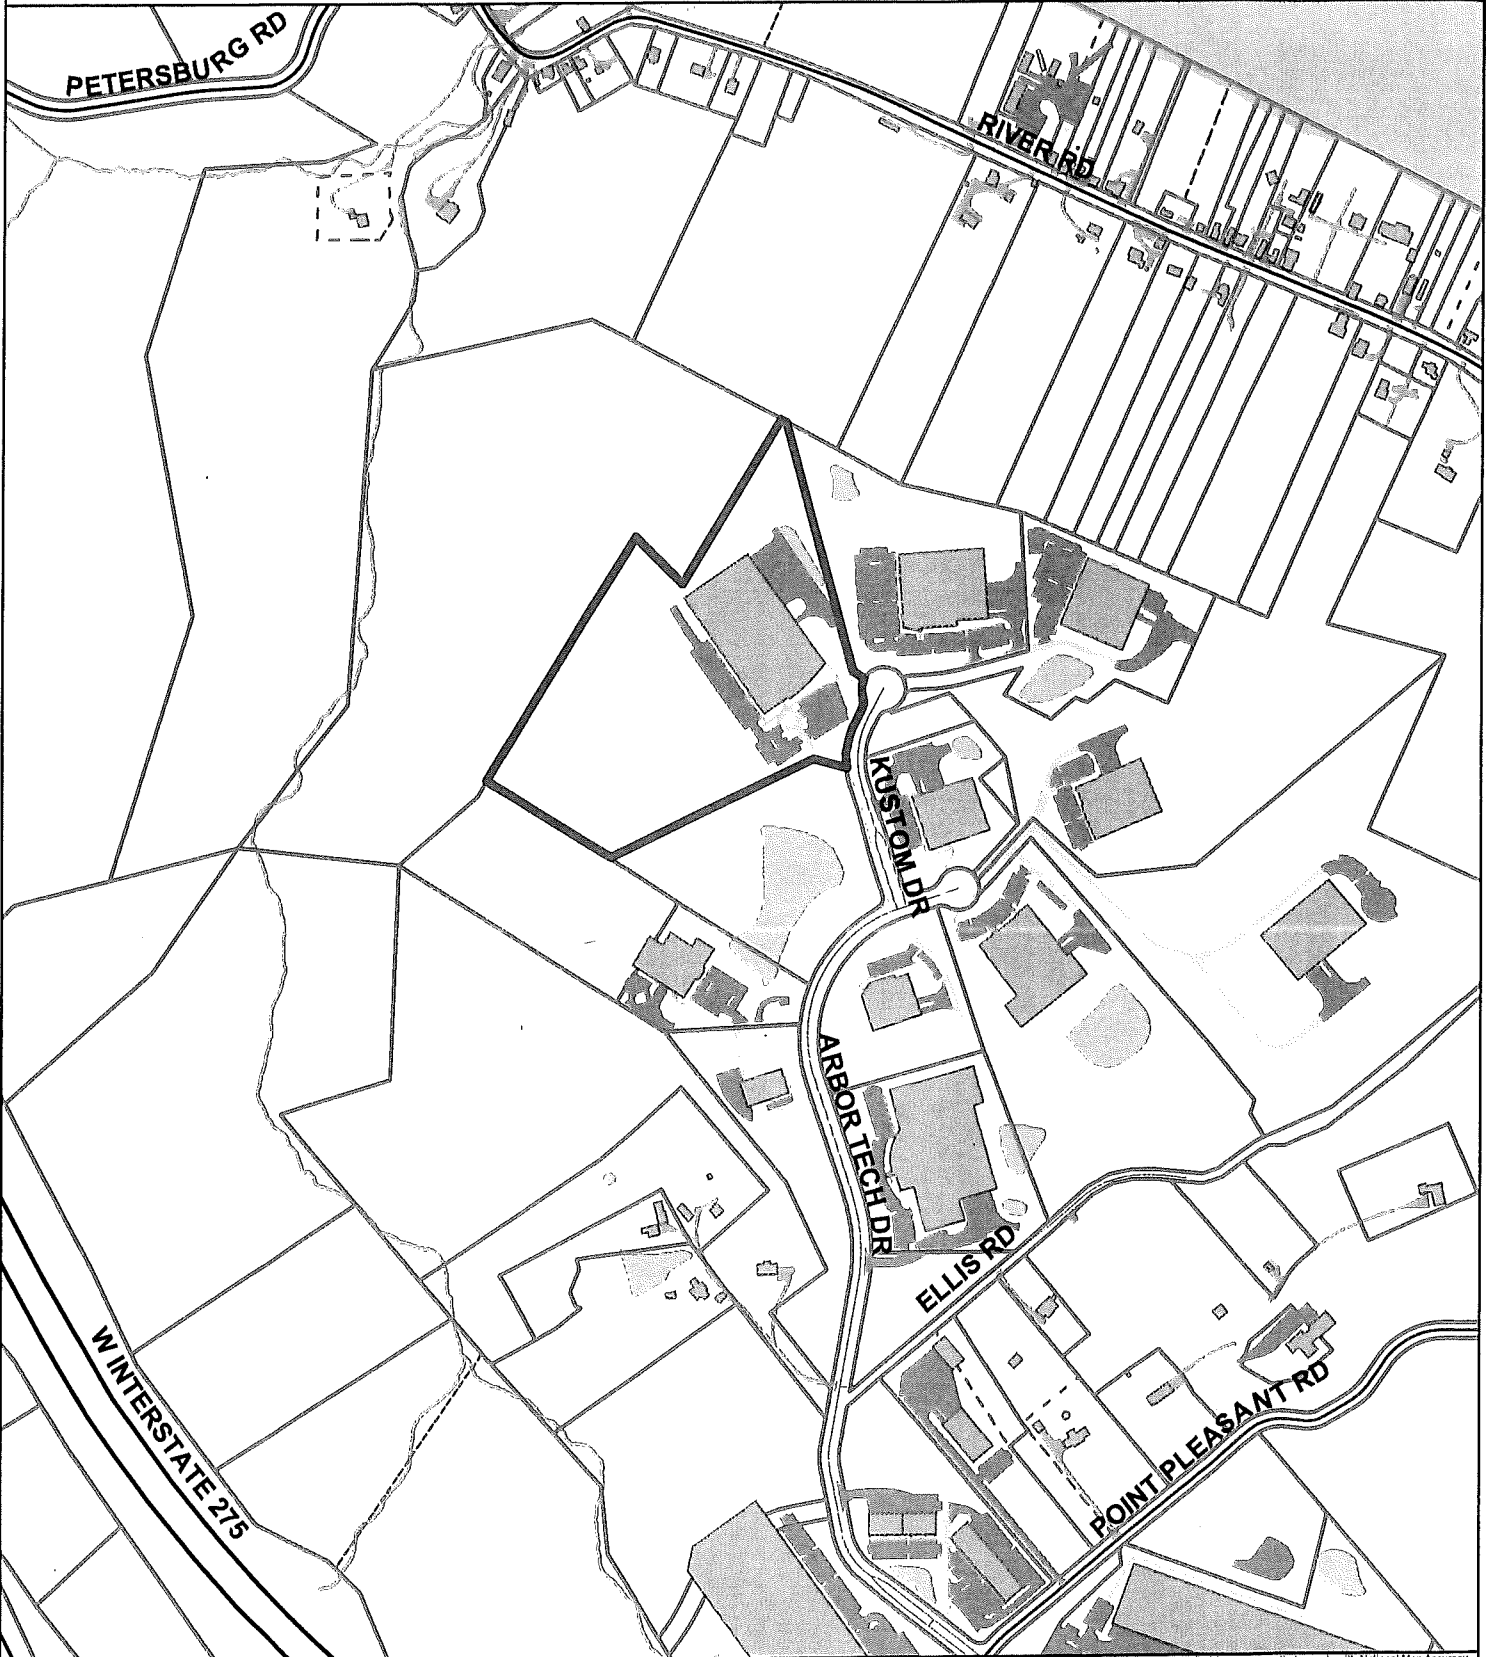 PETERSBURG RD
RIVER RD
KUSTOM DR
ARBOR TECH DR
ELLIS RD
W INTERSTATE 275
POINT PLEASANT RD